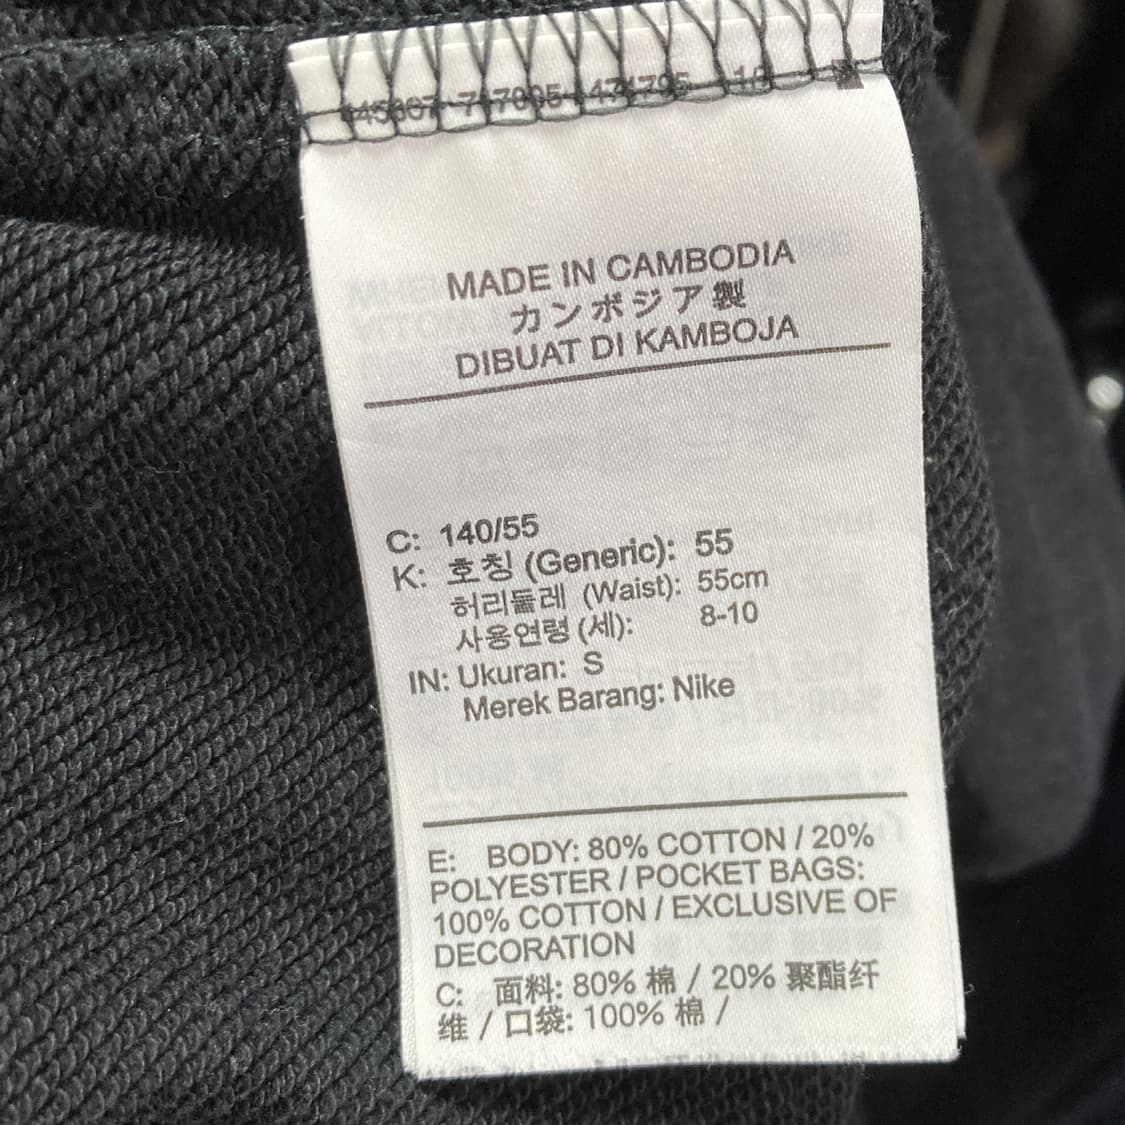 MADE IN CAMBODIA
カンボジア製
DIBUAT DI KAMBOJA
C: 140/55
K: 호칭 (Generic): 55
허리둘레 (Waist): 55cm
사용연령 (세): 8-10
IN: Ukuran: S
Merek Barang: Nike
E: BODY: 80% COTTON / 20%
POLYESTER / POCKET BAGS:
100% COTTON / EXCLUSIVE OF
DECORATION
C: 面料: 80% 棉 / 20% 聚酯纤
维 / 口袋: 100% 棉 /